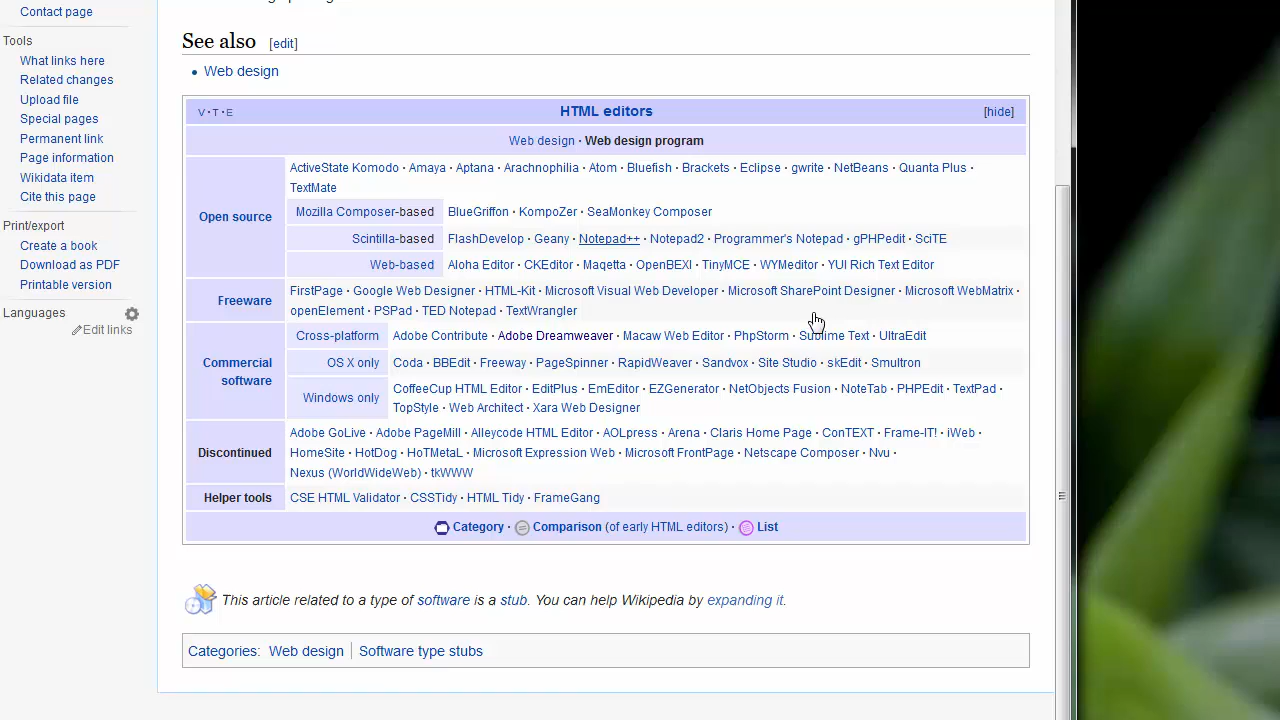 Contact page
Tools
What links here
Related changes
Upload file
Special pages
Permanent link
Page information
Wikidata item
Cite this page
Print/export
Create a book
Download as PDF
Printable version
Languages
Edit links
See also [edit]
• Web design
V · T · E HTML editors [hide]
Web design · Web design program
Open source
ActiveState Komodo · Amaya · Aptana · Arachnophilia · Atom · Bluefish · Brackets · Eclipse · gwrite · NetBeans · Quanta Plus ·
TextMate
Mozilla Composer-based BlueGriffon · KompoZer · SeaMonkey Composer
Scintilla-based FlashDevelop · Geany · Notepad++ · Notepad2 · Programmer's Notepad · gPHPedit · SciTE
Web-based Aloha Editor · CKEditor · Maqetta · OpenBEXI · TinyMCE · WYMeditor · YUI Rich Text Editor
Freeware
FirstPage · Google Web Designer · HTML-Kit · Microsoft Visual Web Developer · Microsoft SharePoint Designer · Microsoft WebMatrix ·
openElement · PSPad · TED Notepad · TextWrangler
Commercial
software
Cross-platform Adobe Contribute · Adobe Dreamweaver · Macaw Web Editor · PhpStorm · Sublime Text · UltraEdit
OS X only Coda · BBEdit · Freeway · PageSpinner · RapidWeaver · Sandvox · Site Studio · skEdit · Smultron
Windows only
CoffeeCup HTML Editor · EditPlus · EmEditor · EZGenerator · NetObjects Fusion · NoteTab · PHPEdit · TextPad ·
TopStyle · Web Architect · Xara Web Designer
Discontinued
Adobe GoLive · Adobe PageMill · Alleycode HTML Editor · AOLpress · Arena · Claris Home Page · ConTEXT · Frame-IT! · iWeb ·
HomeSite · HotDog · HoTMetaL · Microsoft Expression Web · Microsoft FrontPage · Netscape Composer · Nvu ·
Nexus (WorldWideWeb) · tkWWW
Helper tools CSE HTML Validator · CSSTidy · HTML Tidy · FrameGang
Category · Comparison (of early HTML editors) · List
This article related to a type of software is a stub. You can help Wikipedia by expanding it.
Categories: Web design | Software type stubs